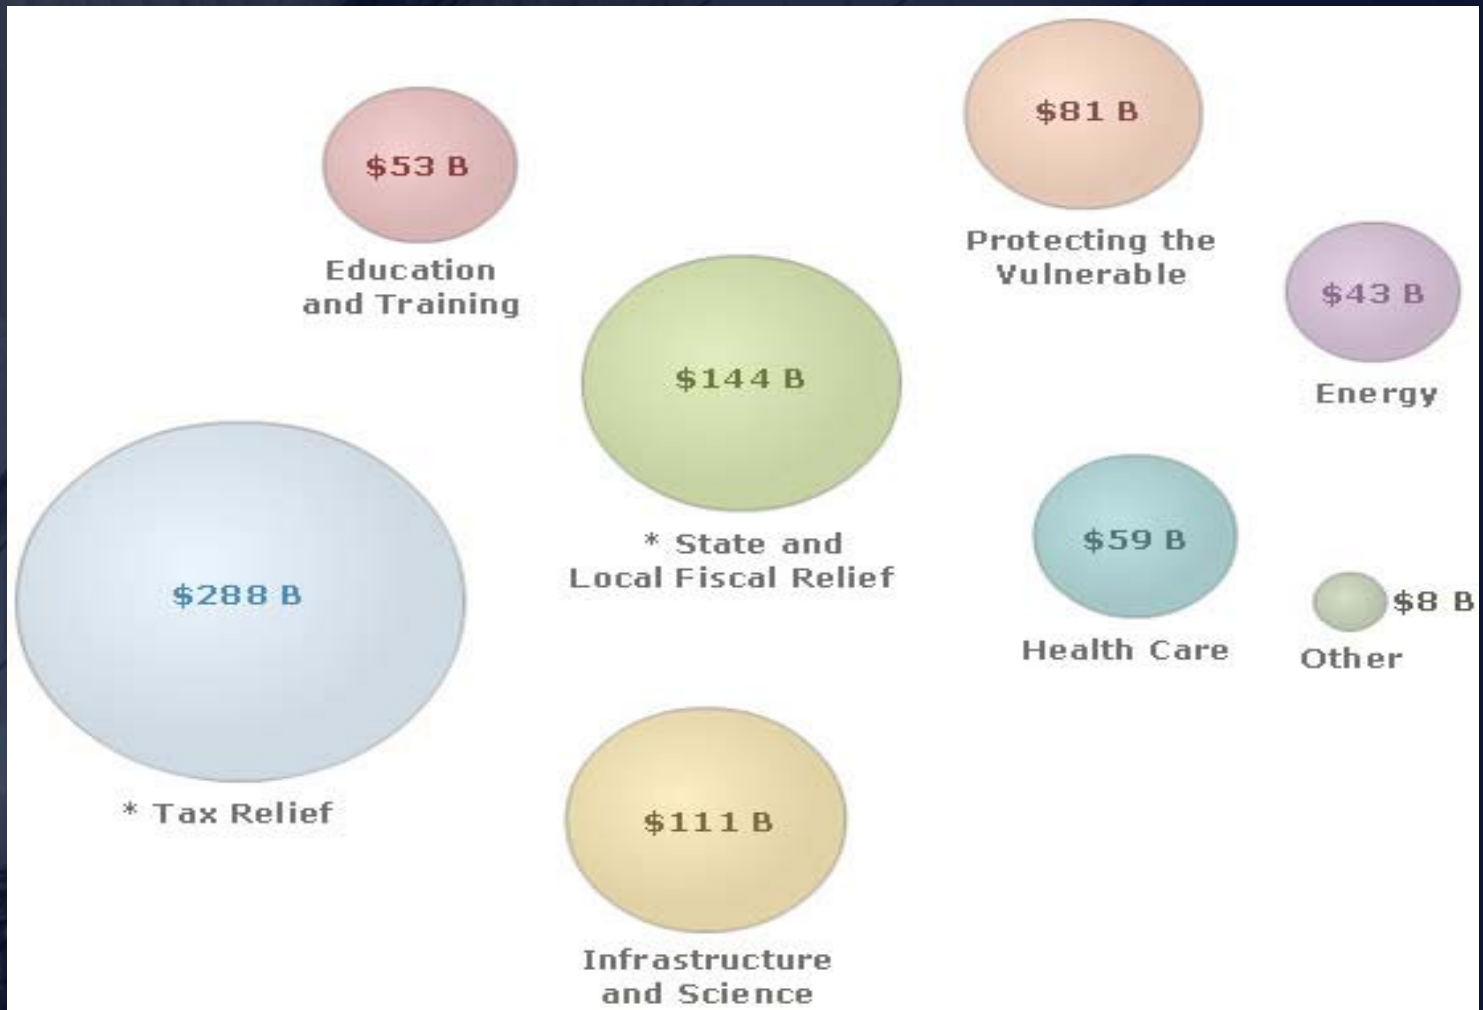 $53 B
Education
and Training
$81 B
Protecting the
Vulnerable
$43 B
Energy
$144 B
* State and
Local Fiscal Relief
$288 B
* Tax Relief
$59 B
Health Care
$8 B
Other
$111 B
Infrastructure
and Science